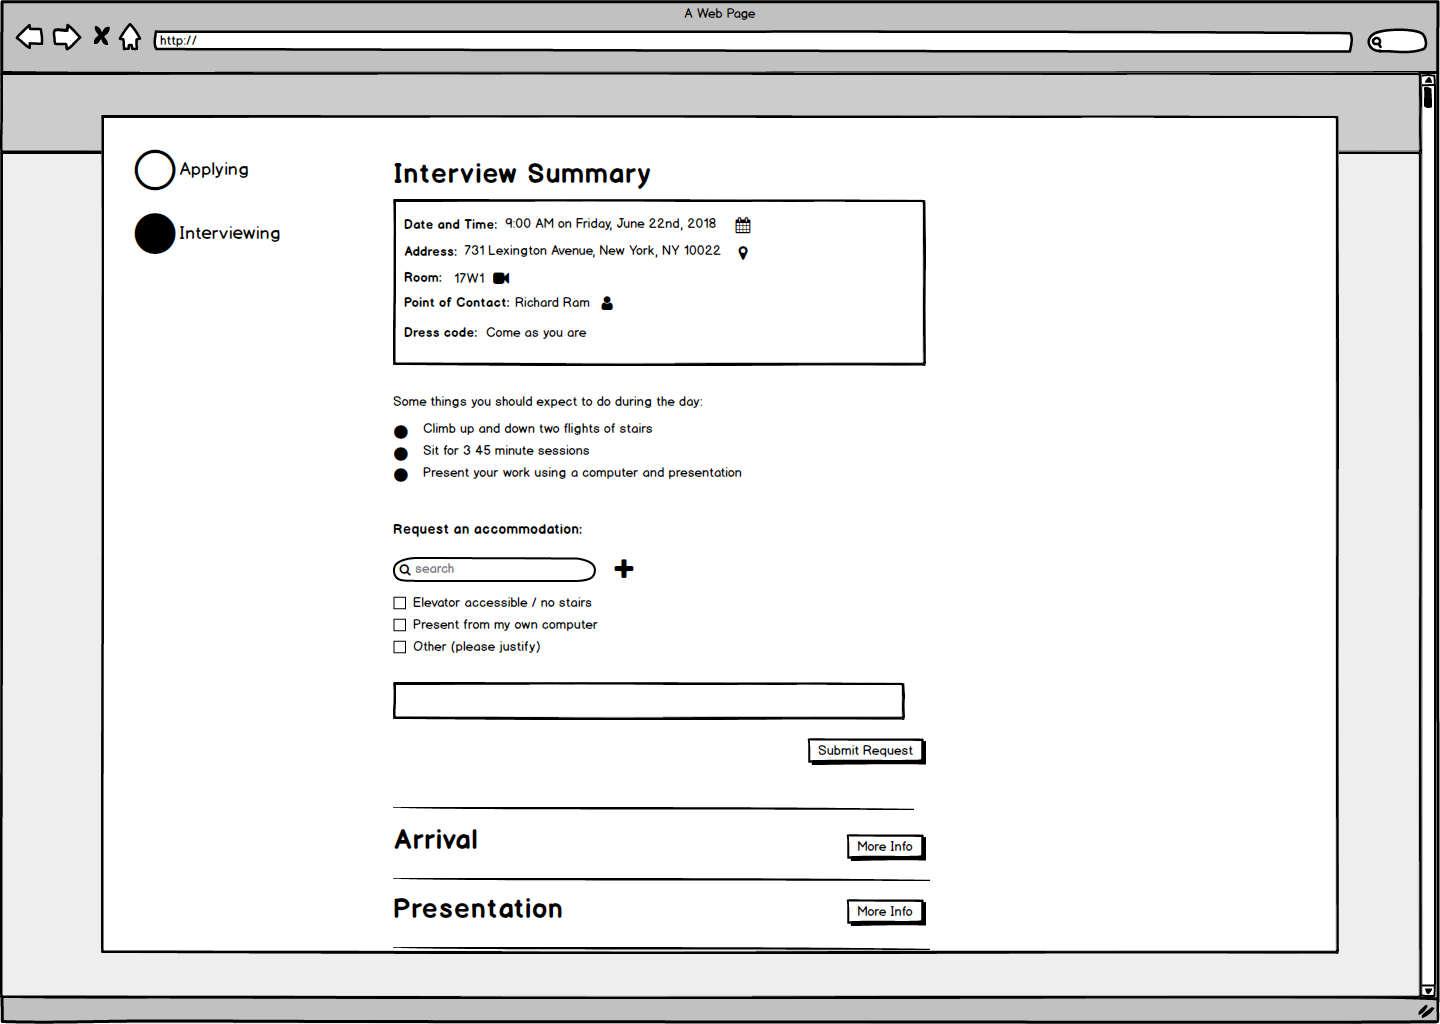 A Web Page
http://
Applying
Interviewing
Interview Summary
Date and Time: 9:00 AM on Friday, June 22nd, 2018
Address: 731 Lexington Avenue, New York, NY 10022
Room: 17W1
Point of Contact: Richard Ram
Dress code: Come as you are
Some things you should expect to do during the day:
Climb up and down two flights of stairs
Sit for 3 45 minute sessions
Present your work using a computer and presentation
Request an accommodation:
search
Elevator accessible / no stairs
Present from my own computer
Other (please justify)
Submit Request
Arrival
More Info
Presentation
More Info